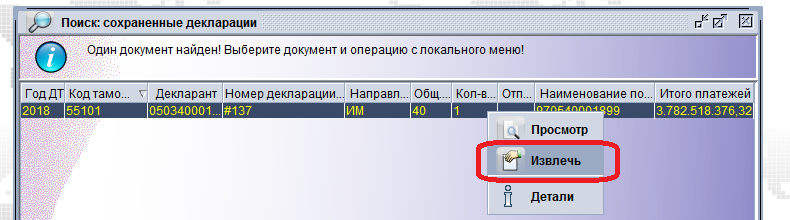 Поиск: сохраненные декларации
Один документ найден! Выберите документ и операцию с локального меню!
Год ДТ Код тамо... Декларант Номер декларации... Направл... Общ.... Кол-в... Отп... Наименование по... Итого платежей
2018 55101 050340001... #137 ИМ 40 1 970540001899 3.782.518.376,32
Просмотр
Извлечь
Детали